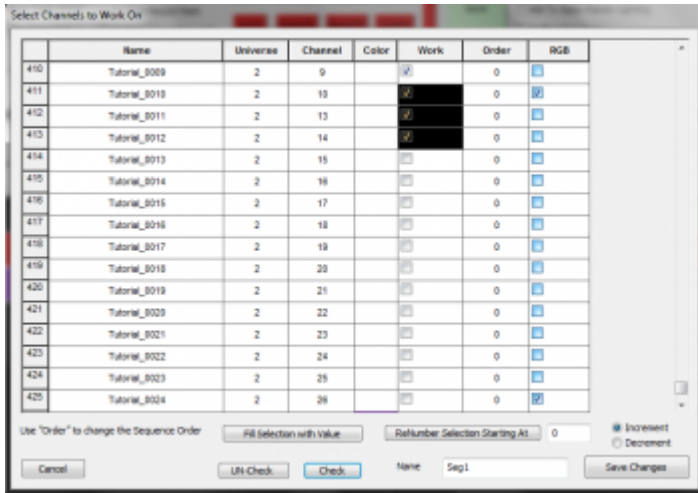 Select Channels to Work On
Name Universe Channel Color Work Order RGB
410 Tutorial_0009 2 9 0
411 Tutorial_0010 2 10 0
412 Tutorial_0011 2 13 0
413 Tutorial_0012 2 14 0
414 Tutorial_0013 2 15 0
415 Tutorial_0014 2 16 0
416 Tutorial_0015 2 17 0
417 Tutorial_0016 2 18 0
418 Tutorial_0017 2 19 0
419 Tutorial_0018 2 20 0
420 Tutorial_0019 2 21 0
421 Tutorial_0020 2 22 0
422 Tutorial_0021 2 23 0
423 Tutorial_0022 2 24 0
424 Tutorial_0023 2 25 0
425 Tutorial_0024 2 26 0
Use "Order" to change the Sequence Order Fill Selection with Value ReNumber Selection Starting At 0 Increment
Decrement
Cancel UN-Check Check Name Seg1 Save Changes